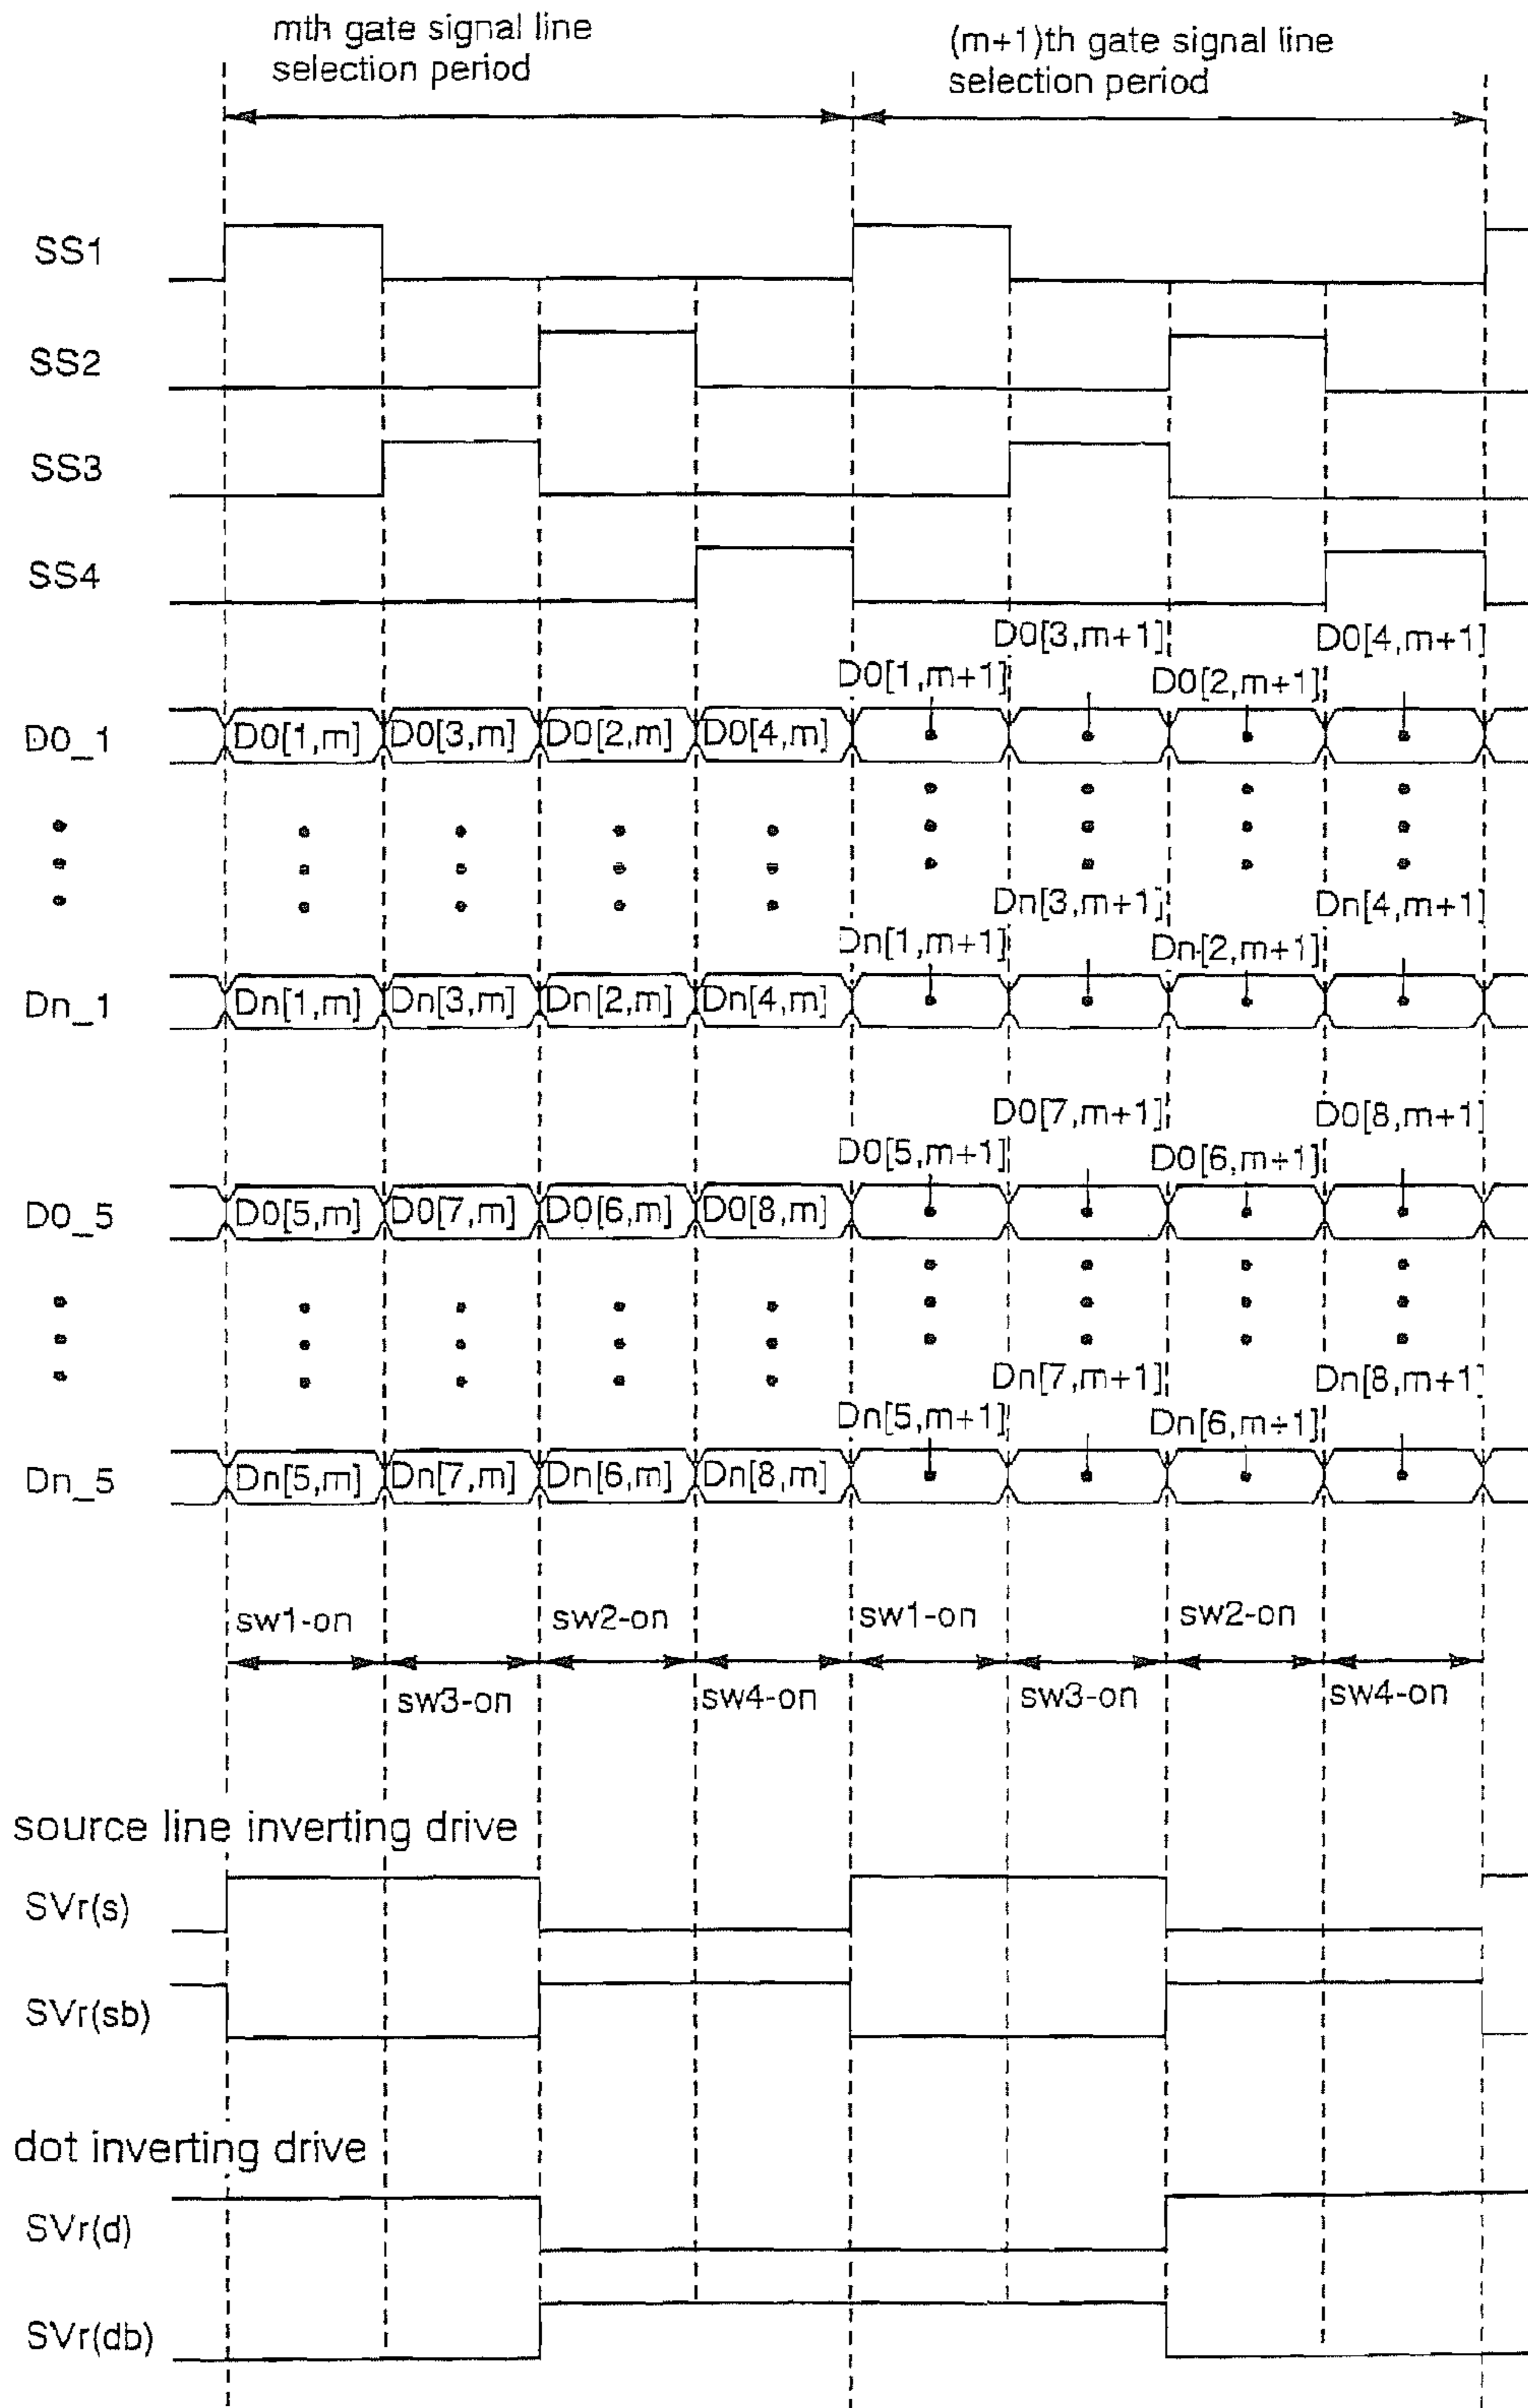 mth gate signal line
selection period
(m+1)th gate signal line
selection period
SS1
SS2
SS3
SS4
D0[3,m+1]
D0[4,m+1]
D0[1,m+1]
D0[2,m+1]
D0_1
D0[1,m]
D0[3,m]
D0[2,m]
D0[4,m]
Dn[3,m+1]
Dn[4,m+1]
Dn[1,m+1]
Dn[2,m+1]
Dn_1
Dn[1,m]
Dn[3,m]
Dn[2,m]
Dn[4,m]
D0[7,m+1]
D0[8,m+1]
D0[5,m+1]
D0[6,m+1]
D0_5
D0[5,m]
D0[7,m]
D0[6,m]
D0[8,m]
Dn[7,m+1]
Dn[8,m+1]
Dn[5,m+1]
Dn[6,m+1]
Dn_5
Dn[5,m]
Dn[7,m]
Dn[6,m]
Dn[8,m]
sw1-on
sw2-on
sw1-on
sw2-on
sw3-on
sw4-on
sw3-on
sw4-on
source line inverting drive
SVr(s)
SVr(sb)
dot inverting drive
SVr(d)
SVr(db)